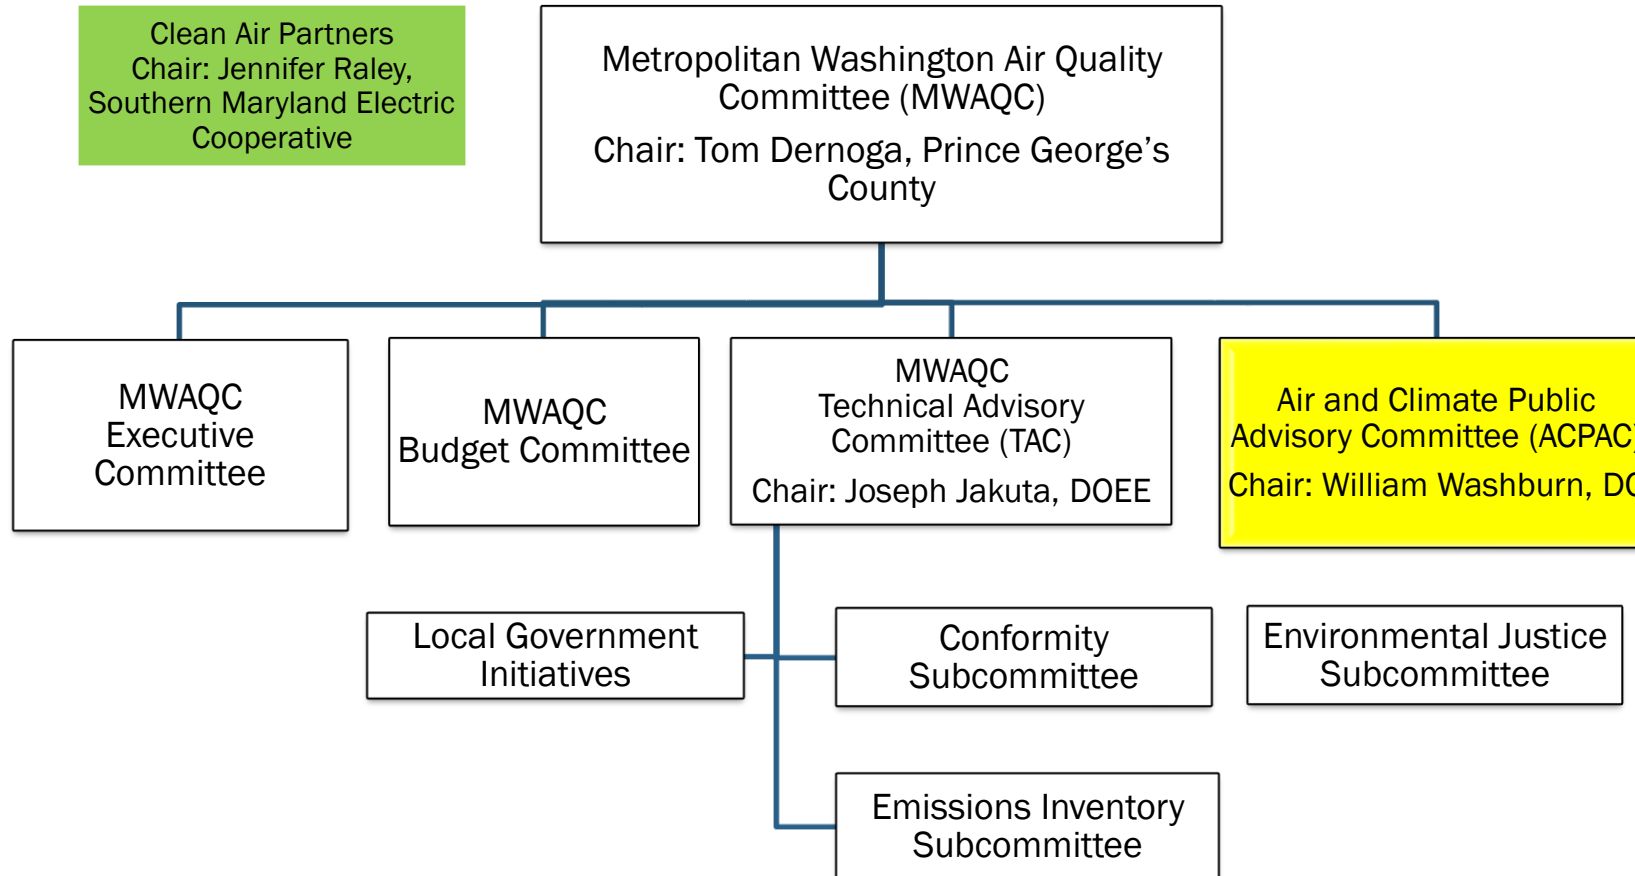 Clean Air Partners
Chair: Jennifer Raley,
Southern Maryland Electric
Cooperative
Metropolitan Washington Air Quality
Committee (MWAQC)
Chair: Tom Dernoga, Prince George’s
County
MWAQC
Executive
Committee
MWAQC
Budget Committee
MWAQC
Technical Advisory
Committee (TAC)
Chair: Joseph Jakuta, DOEE
Air and Climate Public
Advisory Committee (ACPAC)
Chair: William Washburn,
Local Government
Initiatives
Conformity
Subcommittee
Environmental Justice
Subcommittee
Emissions Inventory
Subcommittee